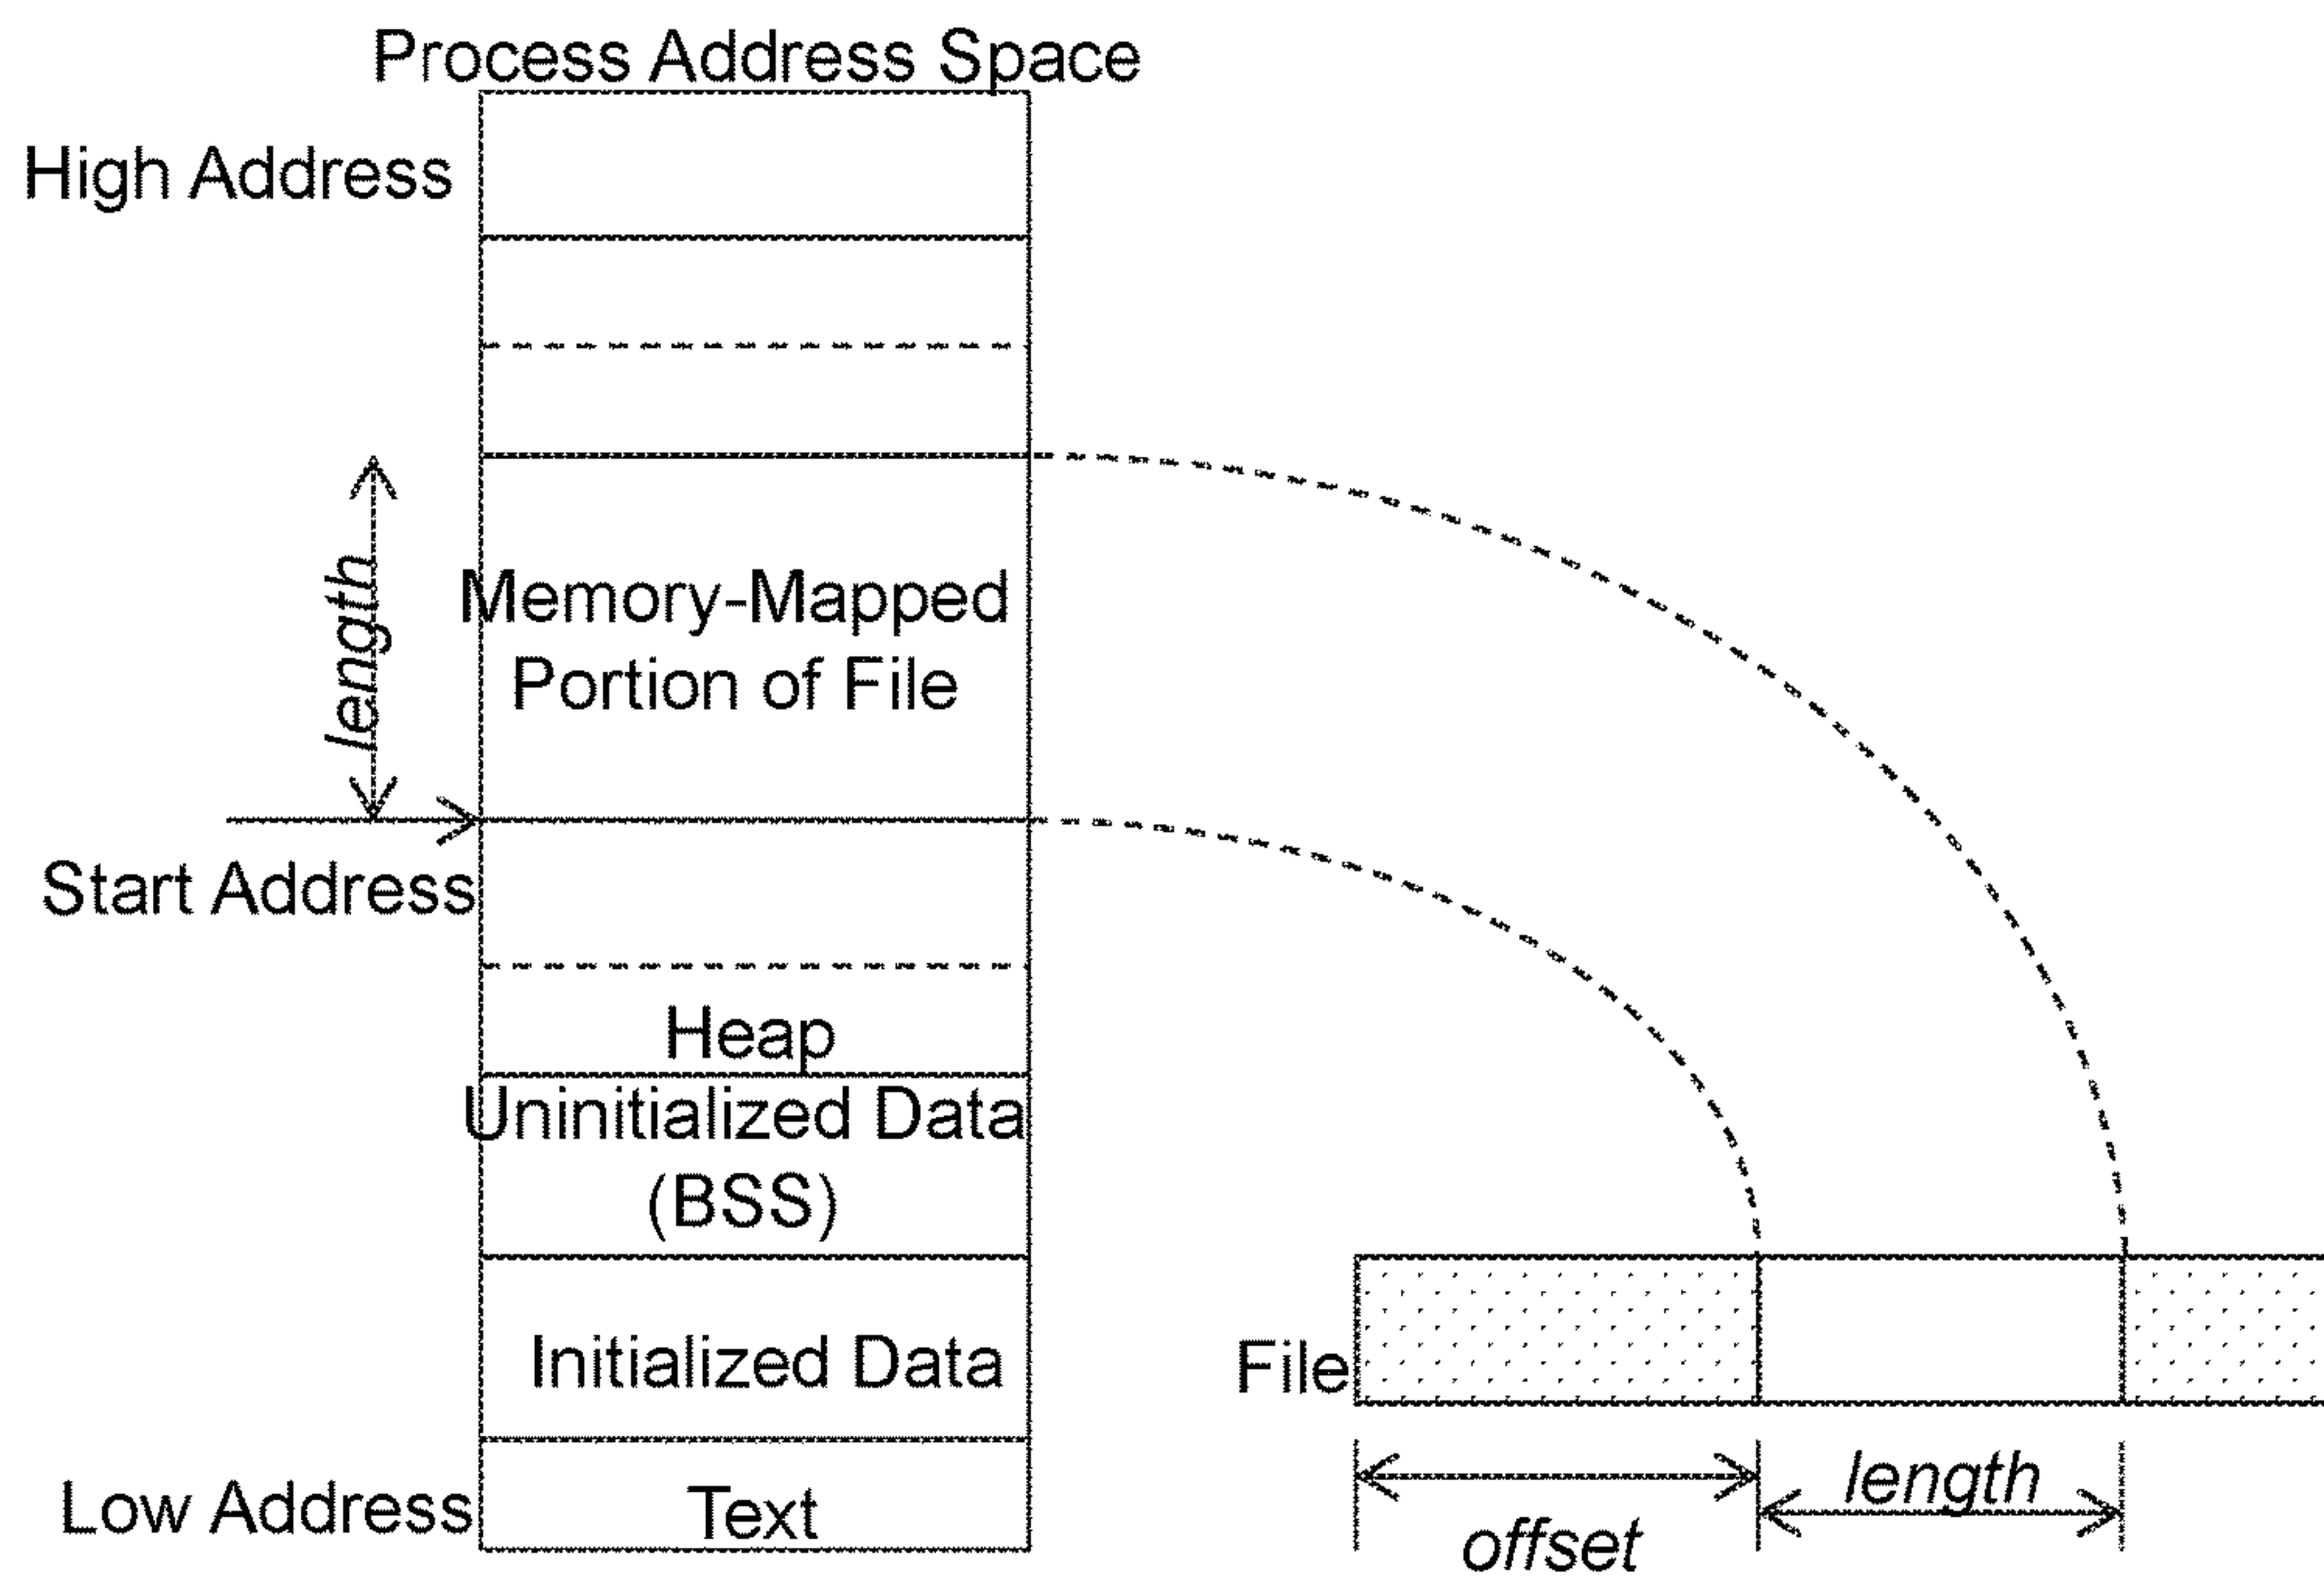 Process Address Space
High Address
length
Memory-Mapped
Portion of File
Start Address
Heap
Uninitialized Data
(BSS)
Initialized Data
File
Low Address
Text
length
offset